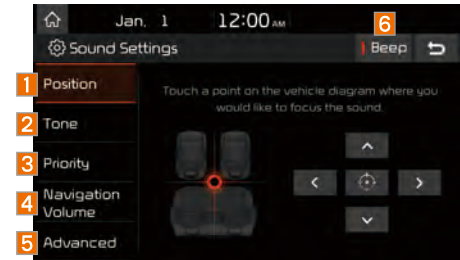 Jan. 1 12:00 AM
6
Sound Settings Beep
1 Position
Touch a point on the vehicle diagram where you
would like to focus the sound.
2 Tone
3 Priority
4 Navigation
Volume
5 Advanced